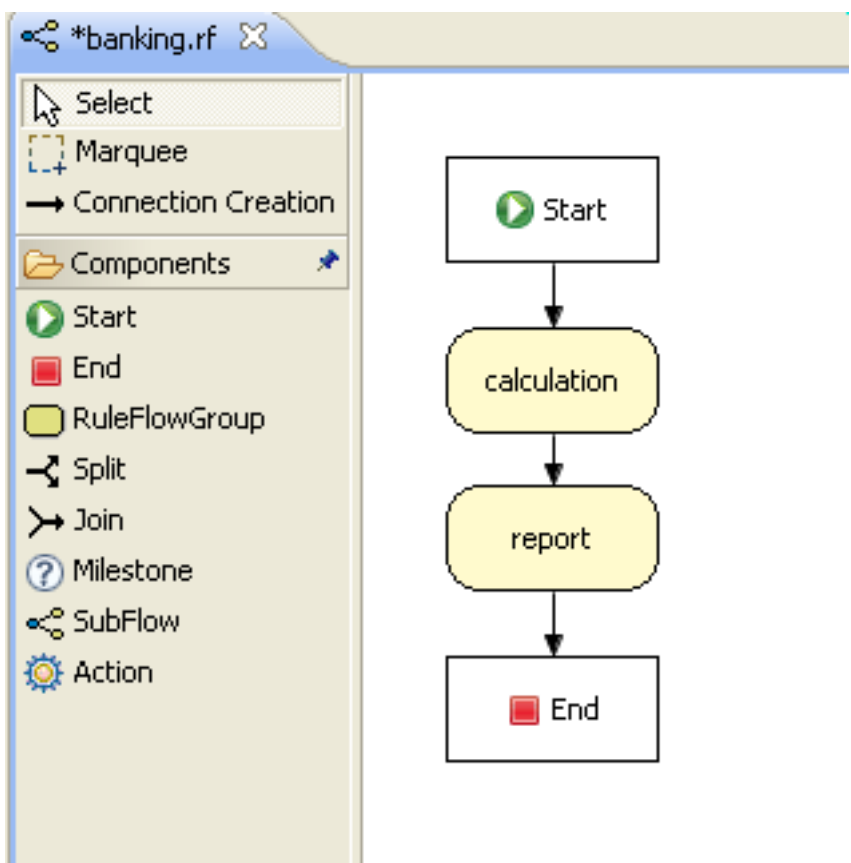 *banking.rf
Select
Marquee
Connection Creation
Components
Start
End
RuleFlowGroup
Split
Join
Milestone
SubFlow
Action
Start
calculation
report
End